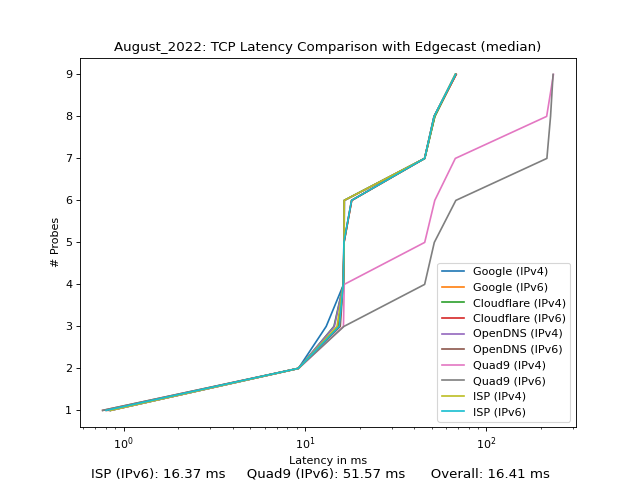 August_2022: TCP Latency Comparison with Edgecast (median)
9
8
7
6
5
4
3
2
1
# Probes
Google (IPv4)
Google (IPv6)
Cloudflare (IPv4)
Cloudflare (IPv6)
OpenDNS (IPv4)
OpenDNS (IPv6)
Quad9 (IPv4)
Quad9 (IPv6)
ISP (IPv4)
ISP (IPv6)
10⁰ 10¹ 10²
Latency in ms
ISP (IPv6): 16.37 ms Quad9 (IPv6): 51.57 ms Overall: 16.41 ms